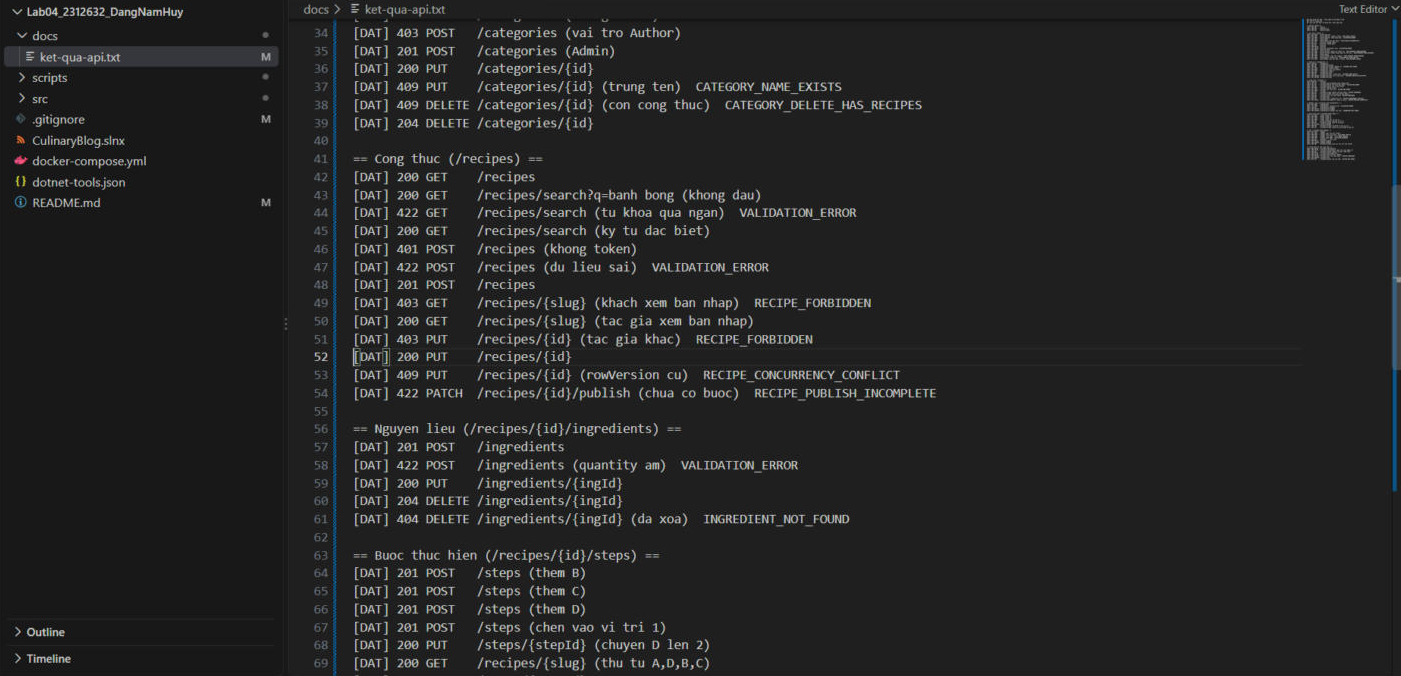 Lab04_2312632_DangNamHuy
docs
ket-qua-api.txt M
scripts
src
.gitignore M
CulinaryBlog.slnx
docker-compose.yml
dotnet-tools.json
README.md M
Outline
Timeline
docs > ket-qua-api.txt
Text Editor
34 [DAT] 403 POST /categories (vai tro Author)
35 [DAT] 201 POST /categories (Admin)
36 [DAT] 200 PUT /categories/{id}
37 [DAT] 409 PUT /categories/{id} (trung ten) CATEGORY_NAME_EXISTS
38 [DAT] 409 DELETE /categories/{id} (con cong thuc) CATEGORY_DELETE_HAS_RECIPES
39 [DAT] 204 DELETE /categories/{id}
40
41 == Cong thuc (/recipes) ==
42 [DAT] 200 GET /recipes
43 [DAT] 200 GET /recipes/search?q=banh bong (khong dau)
44 [DAT] 422 GET /recipes/search (tu khoa qua ngan) VALIDATION_ERROR
45 [DAT] 200 GET /recipes/search (ky tu dac biet)
46 [DAT] 401 POST /recipes (khong token)
47 [DAT] 422 POST /recipes (du lieu sai) VALIDATION_ERROR
48 [DAT] 201 POST /recipes
49 [DAT] 403 GET /recipes/{slug} (khach xem ban nhap) RECIPE_FORBIDDEN
50 [DAT] 200 GET /recipes/{slug} (tac gia xem ban nhap)
51 [DAT] 403 PUT /recipes/{id} (tac gia khac) RECIPE_FORBIDDEN
52 [DAT] 200 PUT /recipes/{id}
53 [DAT] 409 PUT /recipes/{id} (rowVersion cu) RECIPE_CONCURRENCY_CONFLICT
54 [DAT] 422 PATCH /recipes/{id}/publish (chua co buoc) RECIPE_PUBLISH_INCOMPLETE
55
56 == Nguyen lieu (/recipes/{id}/ingredients) ==
57 [DAT] 201 POST /ingredients
58 [DAT] 422 POST /ingredients (quantity am) VALIDATION_ERROR
59 [DAT] 200 PUT /ingredients/{ingId}
60 [DAT] 204 DELETE /ingredients/{ingId}
61 [DAT] 404 DELETE /ingredients/{ingId} (da xoa) INGREDIENT_NOT_FOUND
62
63 == Buoc thuc hien (/recipes/{id}/steps) ==
64 [DAT] 201 POST /steps (them B)
65 [DAT] 201 POST /steps (them C)
66 [DAT] 201 POST /steps (them D)
67 [DAT] 201 POST /steps (chen vao vi tri 1)
68 [DAT] 200 PUT /steps/{stepId} (chuyen D len 2)
69 [DAT] 200 GET /recipes/{slug} (thu tu A,D,B,C)